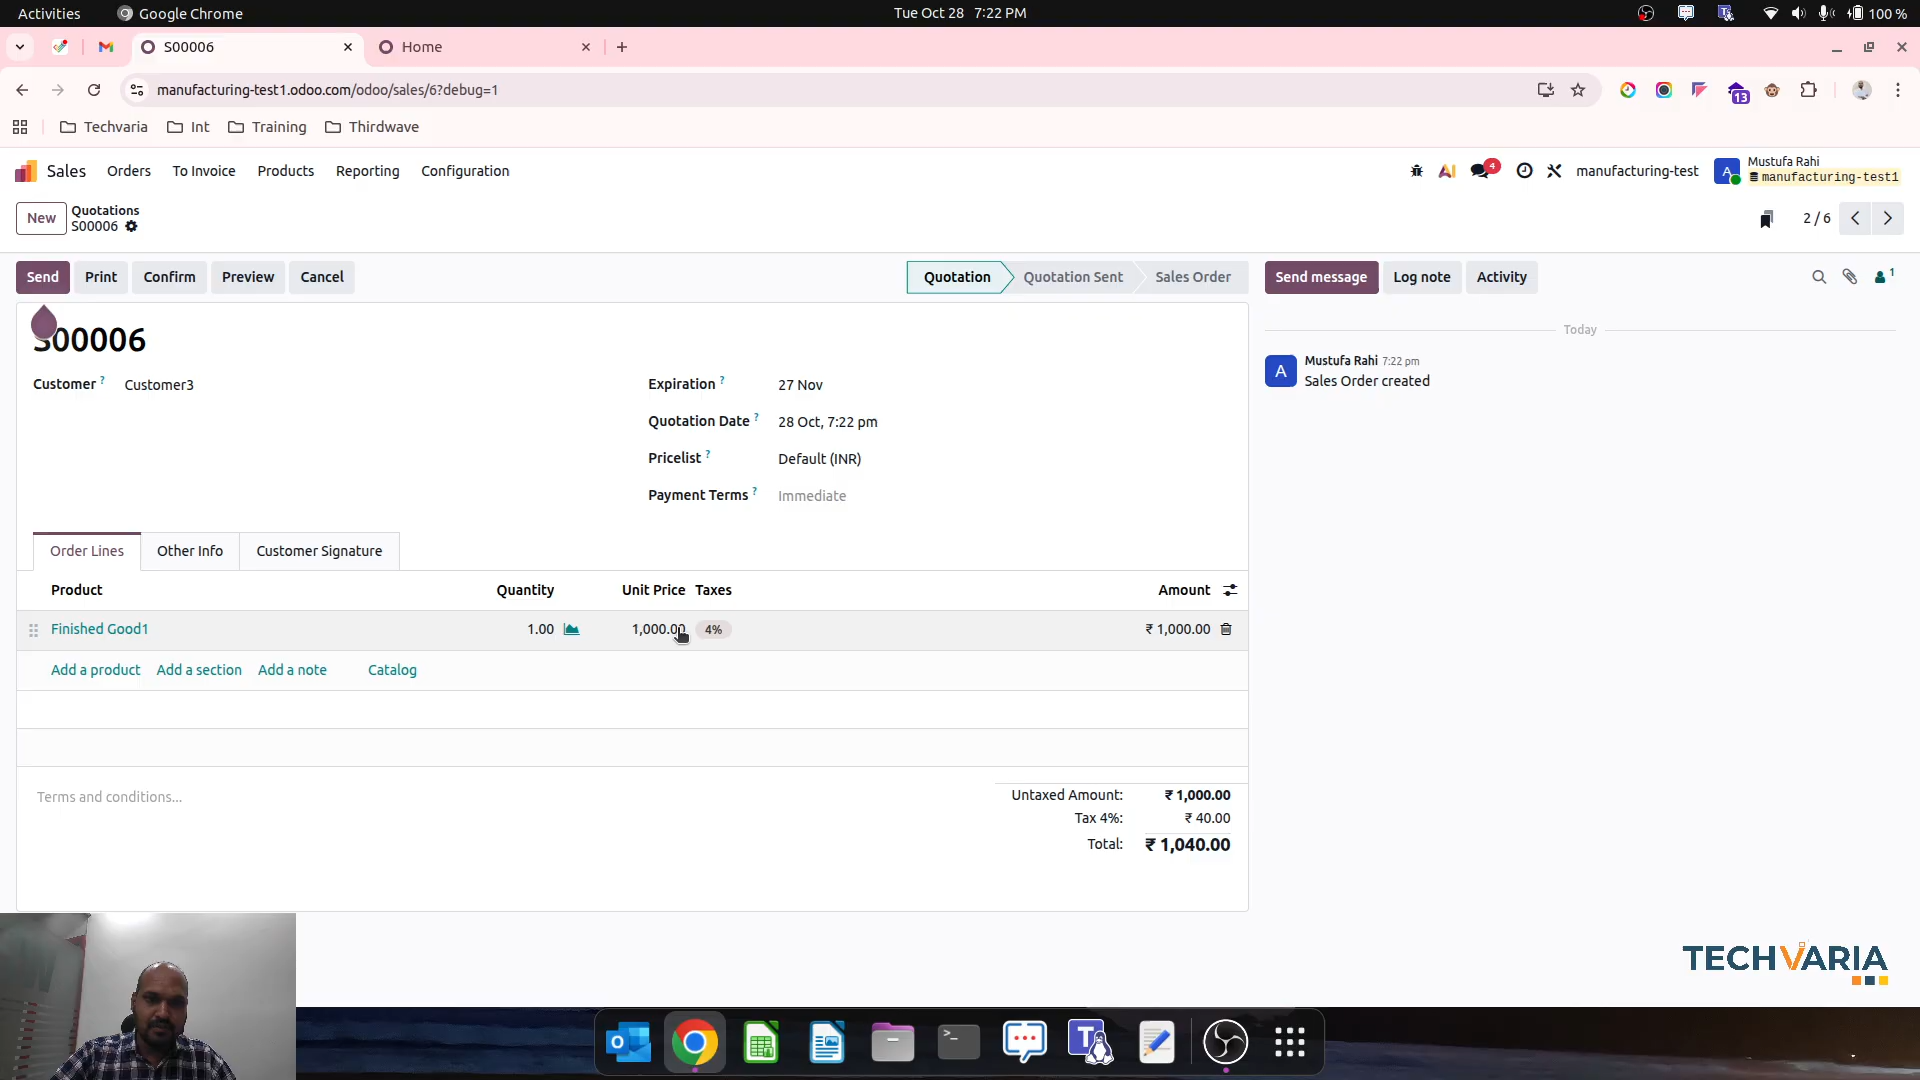 Activities Google Chrome Tue Oct 28 7:22 PM 100 %
S00006 Home
manufacturing-test1.odoo.com/odoo/sales/6?debug=1 13
Techvaria Int Training Thirdwave
Sales Orders To Invoice Products Reporting Configuration AI 4 manufacturing-test A Mustufa Rahi
manufacturing-test1
New Quotations
S00006 2 / 6
Send Print Confirm Preview Cancel Quotation Quotation Sent Sales Order Send message Log note Activity 1
S00006
Today
Customer ? Customer3
Expiration ? 27 Nov
Quotation Date ? 28 Oct, 7:22 pm
Pricelist ? Default (INR)
Payment Terms ? Immediate
A Mustufa Rahi 7:22 pm
Sales Order created
Order Lines Other Info Customer Signature
Product Quantity Unit Price Taxes Amount
Finished Good1 1.00 1,000.00 4% ₹ 1,000.00
Add a product Add a section Add a note Catalog
Terms and conditions...
Untaxed Amount: ₹ 1,000.00
Tax 4%: ₹ 40.00
Total: ₹ 1,040.00
TECHVARIA